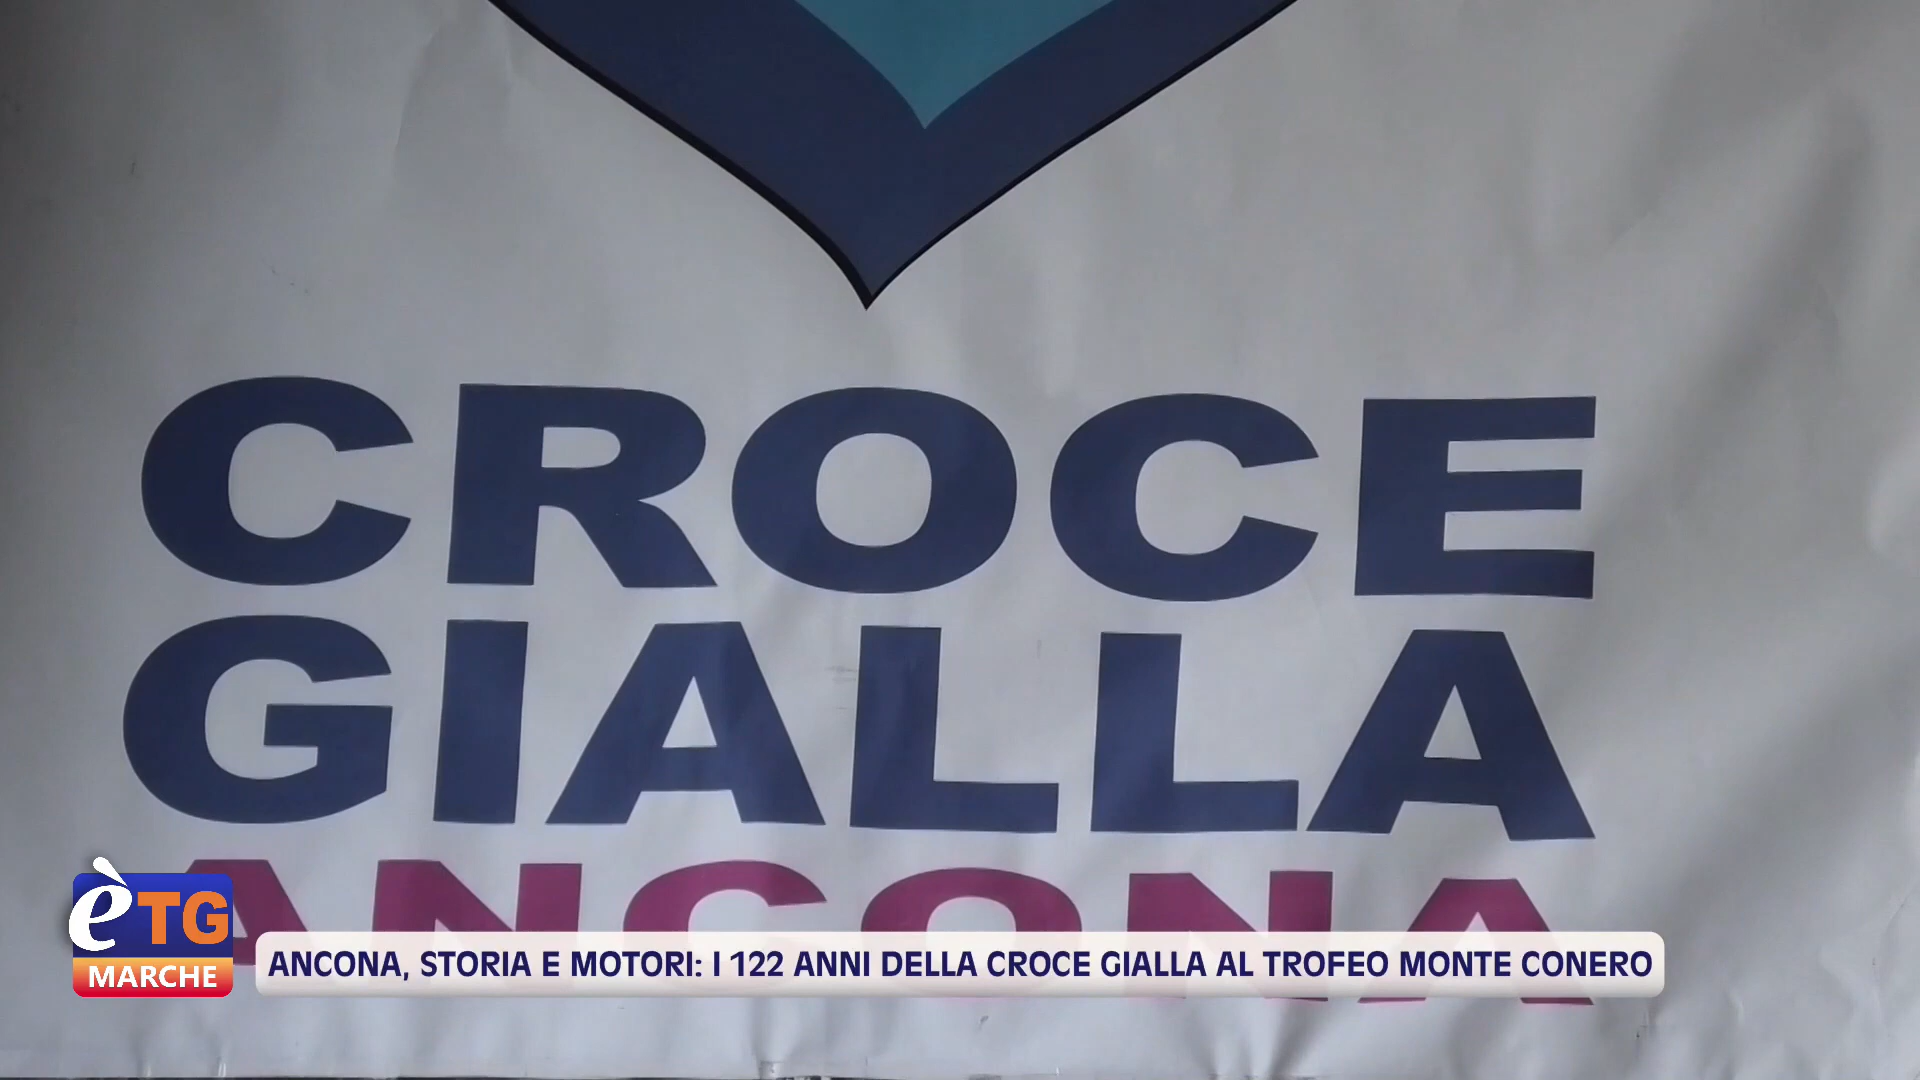 CROCE
GIALLA
ANCONA
èTG
MARCHE
ANCONA, STORIA E MOTORI: I 122 ANNI DELLA CROCE GIALLA AL TROFEO MONTE CONERO